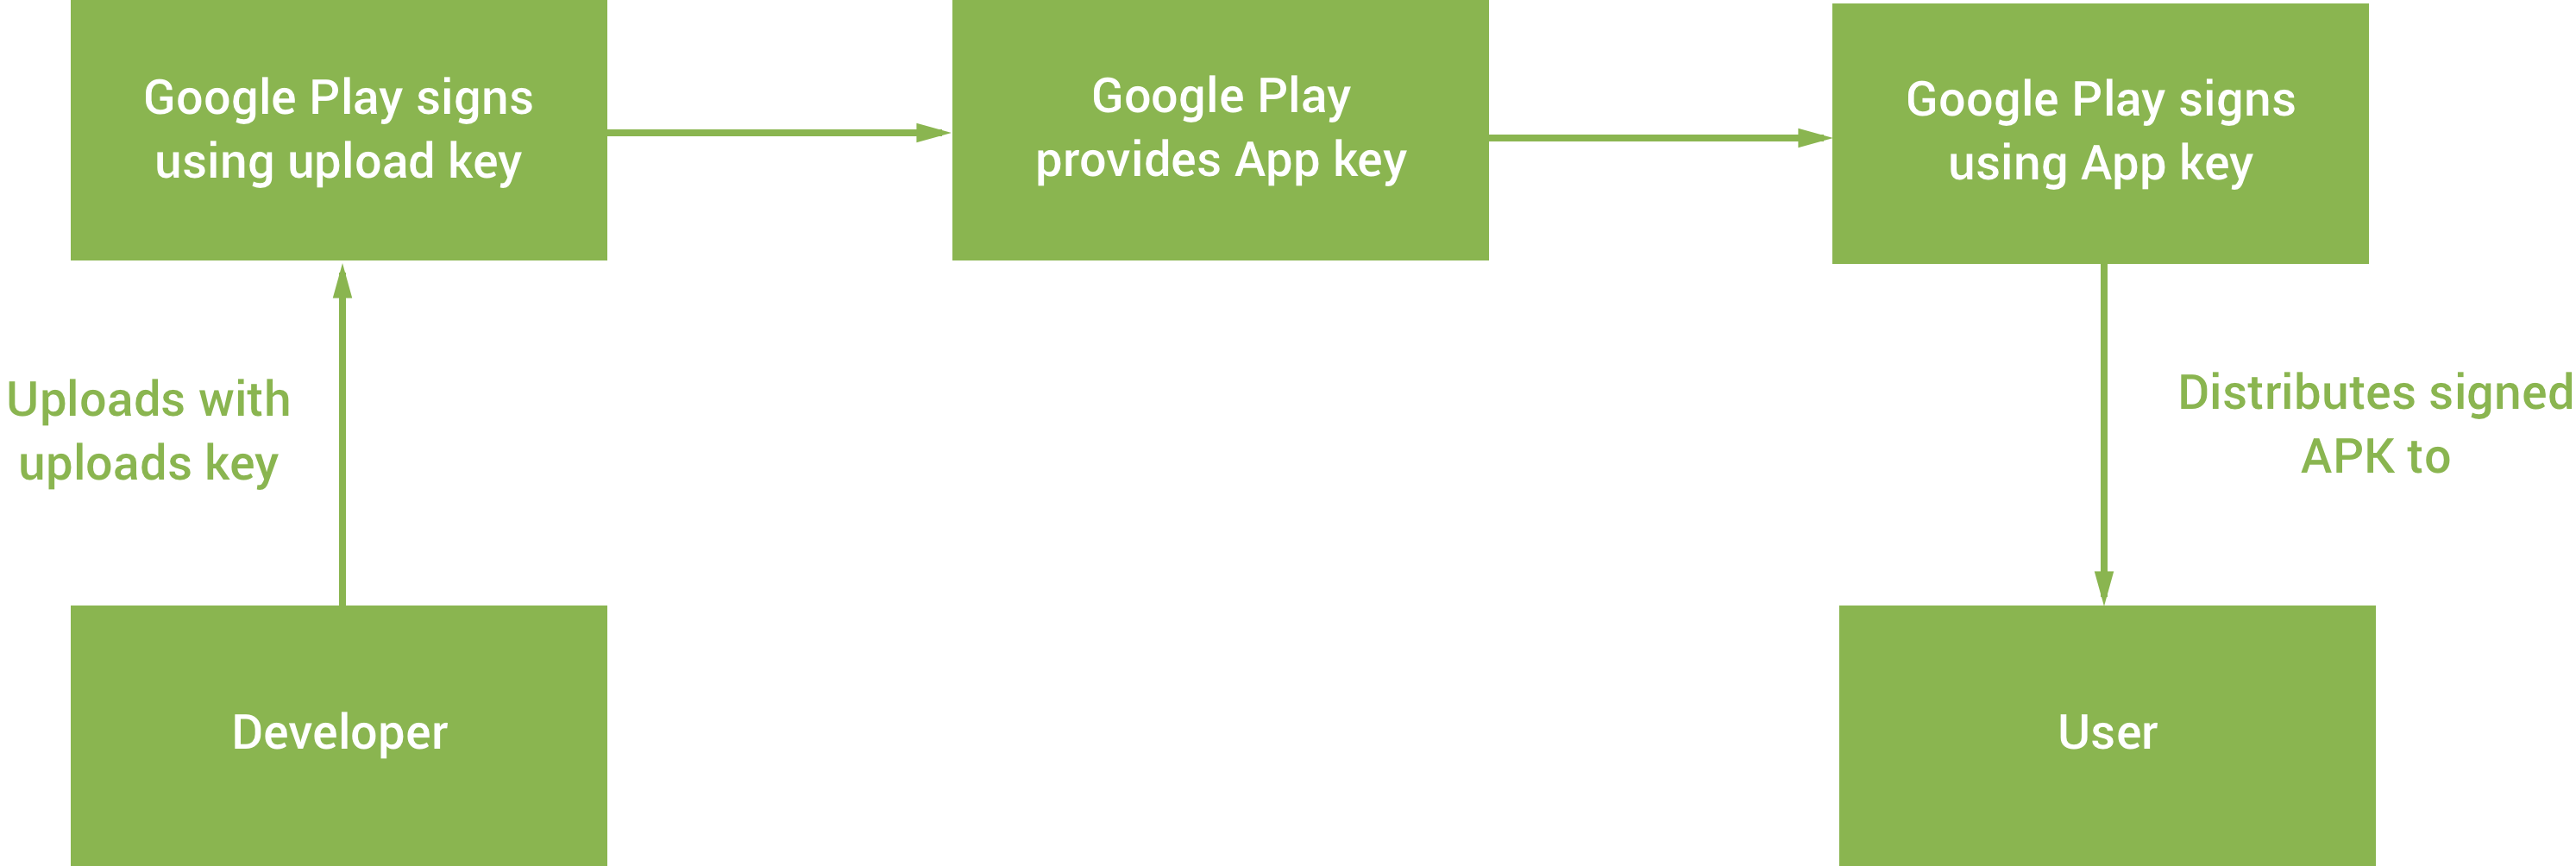 Google Play signs
using upload key
Google Play
provides App key
Google Play signs
using App key
Uploads with
uploads key
Distributes signed
APK to
Developer
User